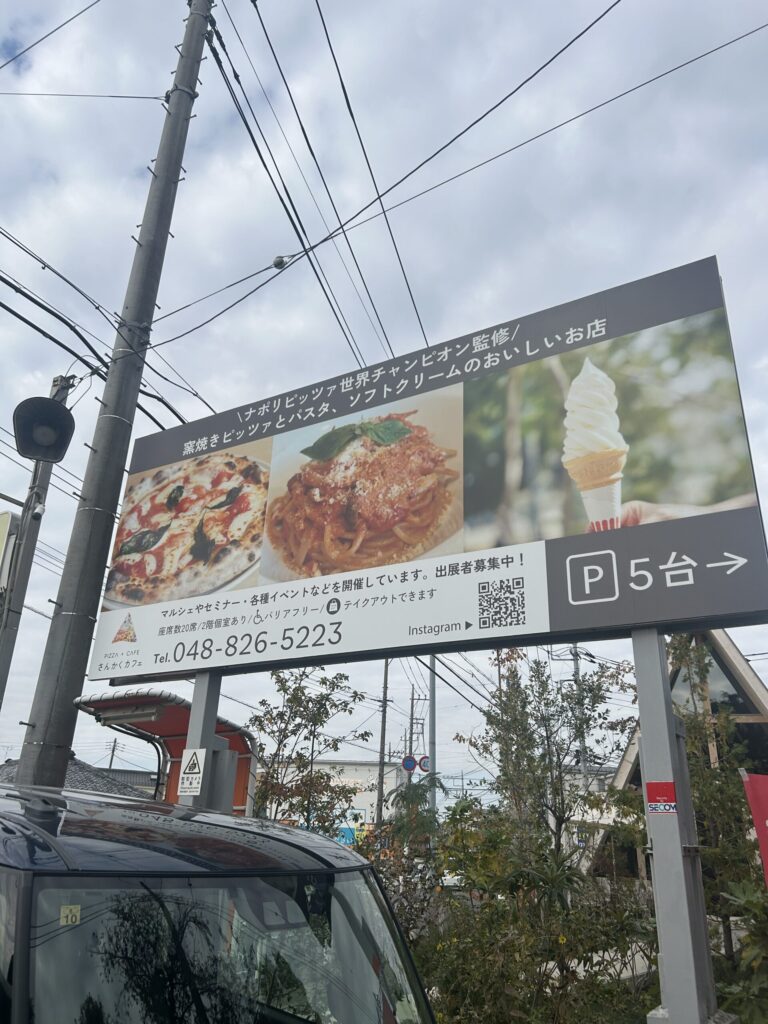 \ナポリピッツァ世界チャンピオン監修/
窯焼きピッツァとパスタ、ソフトクリームのおいしいお店
マルシェやセミナー・各種イベントなどを開催しています。出展者募集中！
座席数20席/2階個室あり/バリアフリー/テイクアウトできます
PIZZA + CAFE
さんかくカフェ
Tel. 048-826-5223
Instagram ▶
P 5台→
SECOM
10